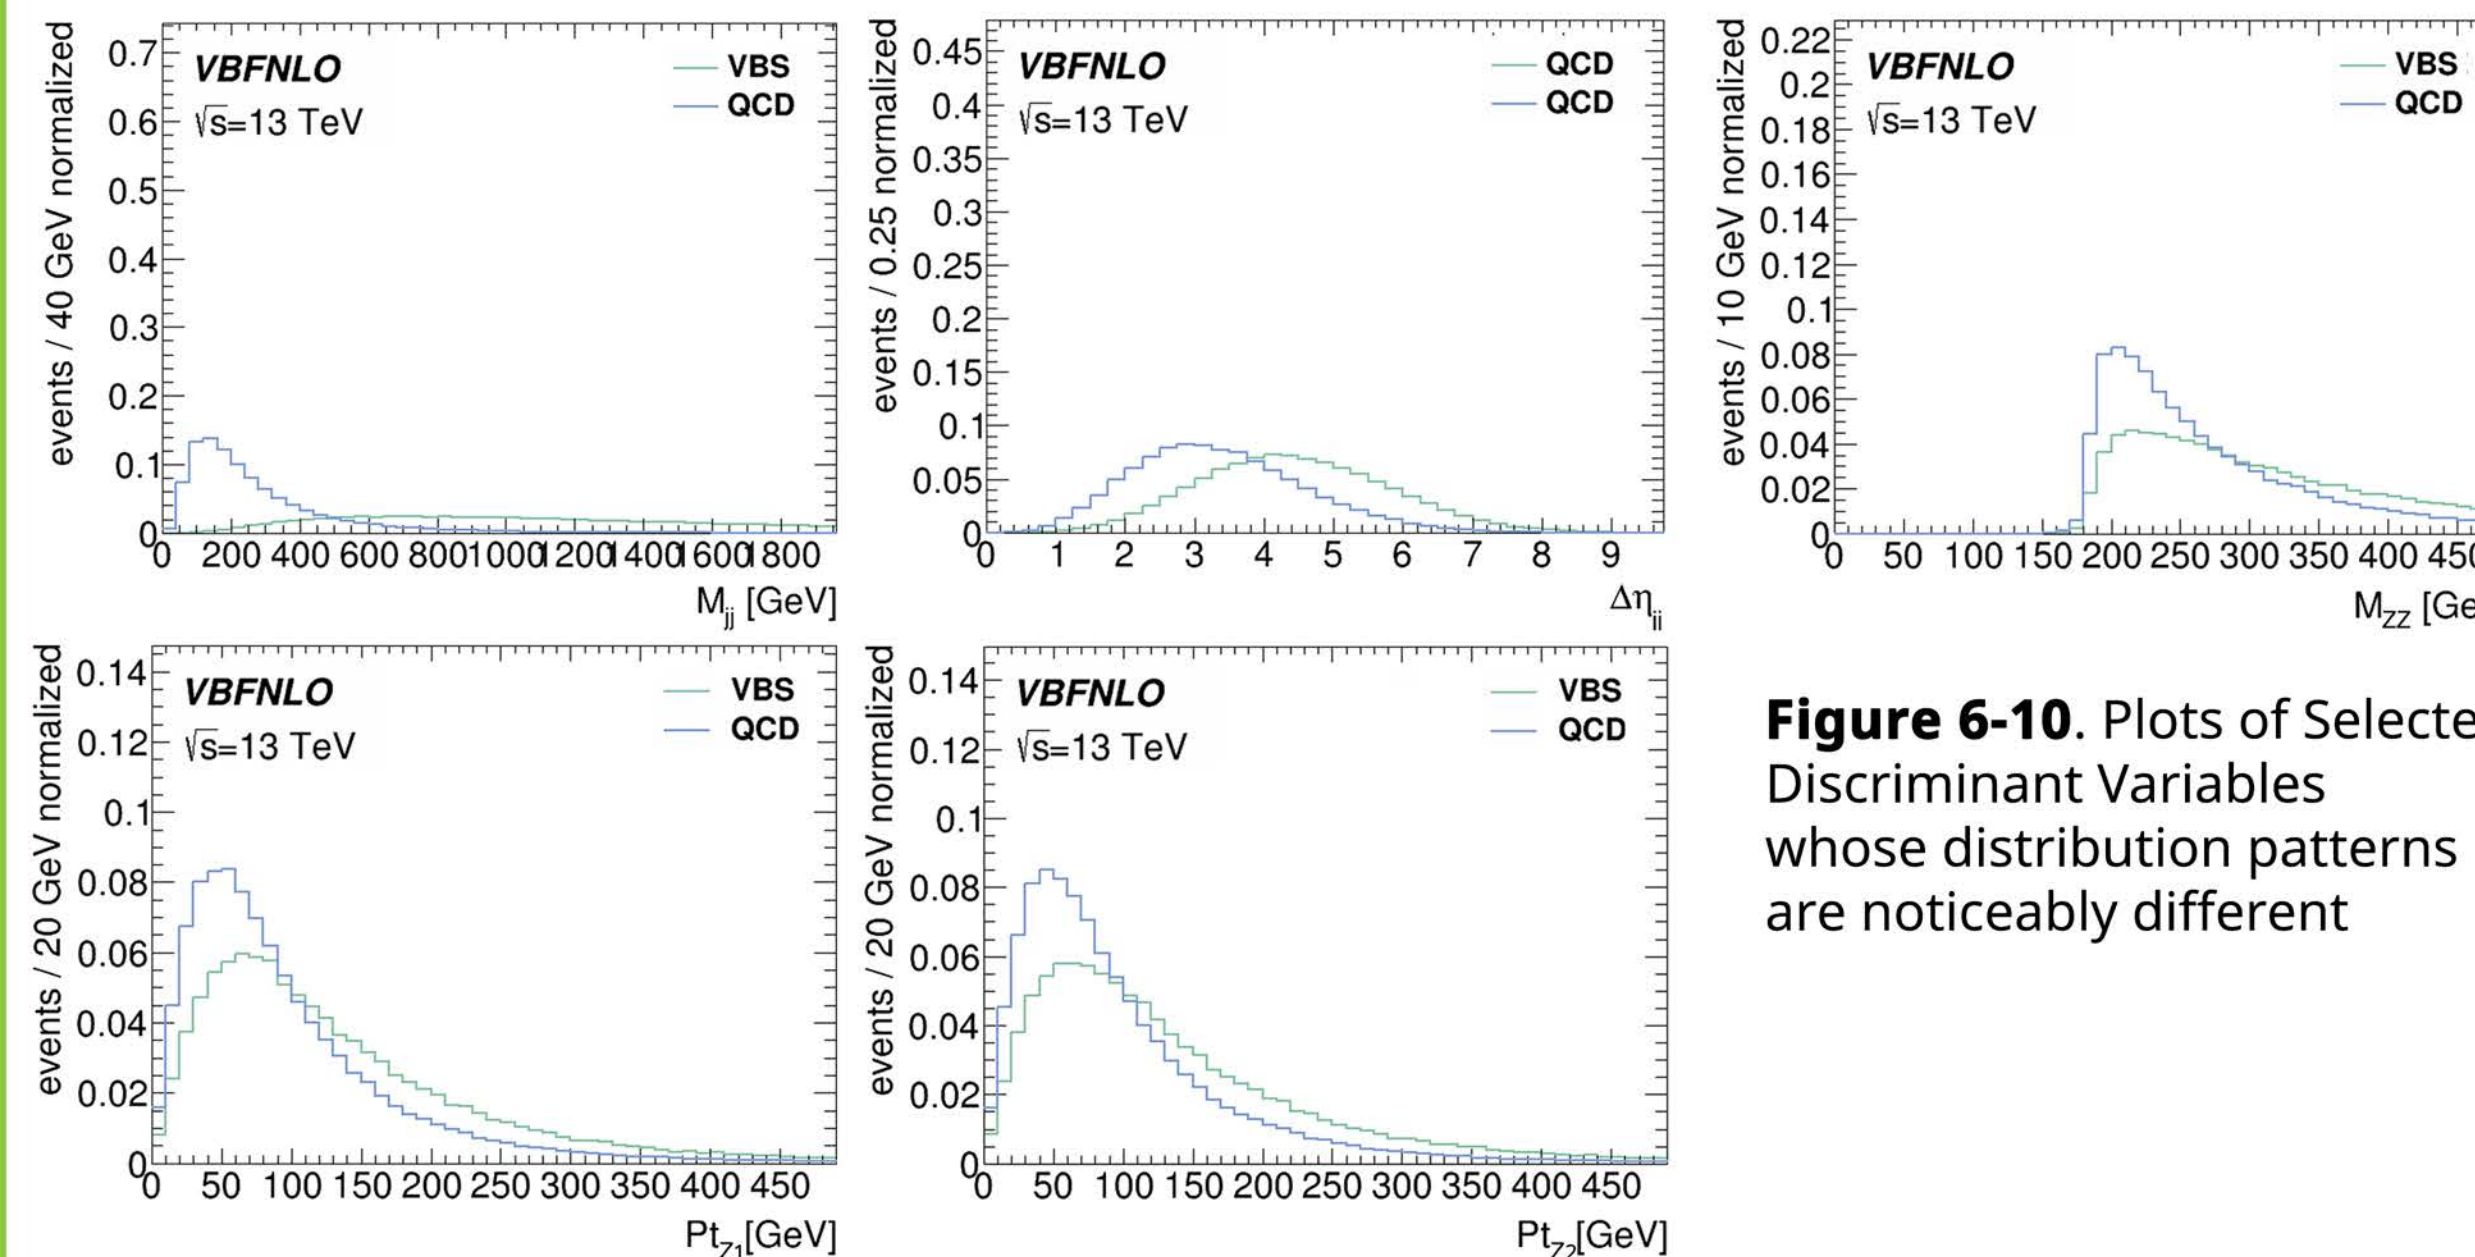 events / 40 GeV normalized
0.7
0.6
0.5
0.4
0.3
0.2
0.1
0
VBFNLO
√s=13 TeV
VBS
QCD
0 200 400 600 800 1000 1200 1400 1600 1800
M_jj [GeV]
events / 0.25 normalized
0.45
0.4
0.35
0.3
0.25
0.2
0.15
0.1
0.05
0
VBFNLO
√s=13 TeV
QCD
QCD
0 1 2 3 4 5 6 7 8 9
Δη_jj
events / 10 GeV normalized
0.22
0.2
0.18
0.16
0.14
0.12
0.1
0.08
0.06
0.04
0.02
0
VBFNLO
√s=13 TeV
VBS
QCD
0 50 100 150 200 250 300 350 400 450
M_ZZ [Ge
events / 20 GeV normalized
0.14
0.12
0.1
0.08
0.06
0.04
0.02
0
VBFNLO
√s=13 TeV
VBS
QCD
0 50 100 150 200 250 300 350 400 450
Pt_Z1[GeV]
events / 20 GeV normalized
0.14
0.12
0.1
0.08
0.06
0.04
0.02
0
VBFNLO
√s=13 TeV
VBS
QCD
0 50 100 150 200 250 300 350 400 450
Pt_Z2[GeV]
Figure 6-10. Plots of Selecte
Discriminant Variables
whose distribution patterns
are noticeably different